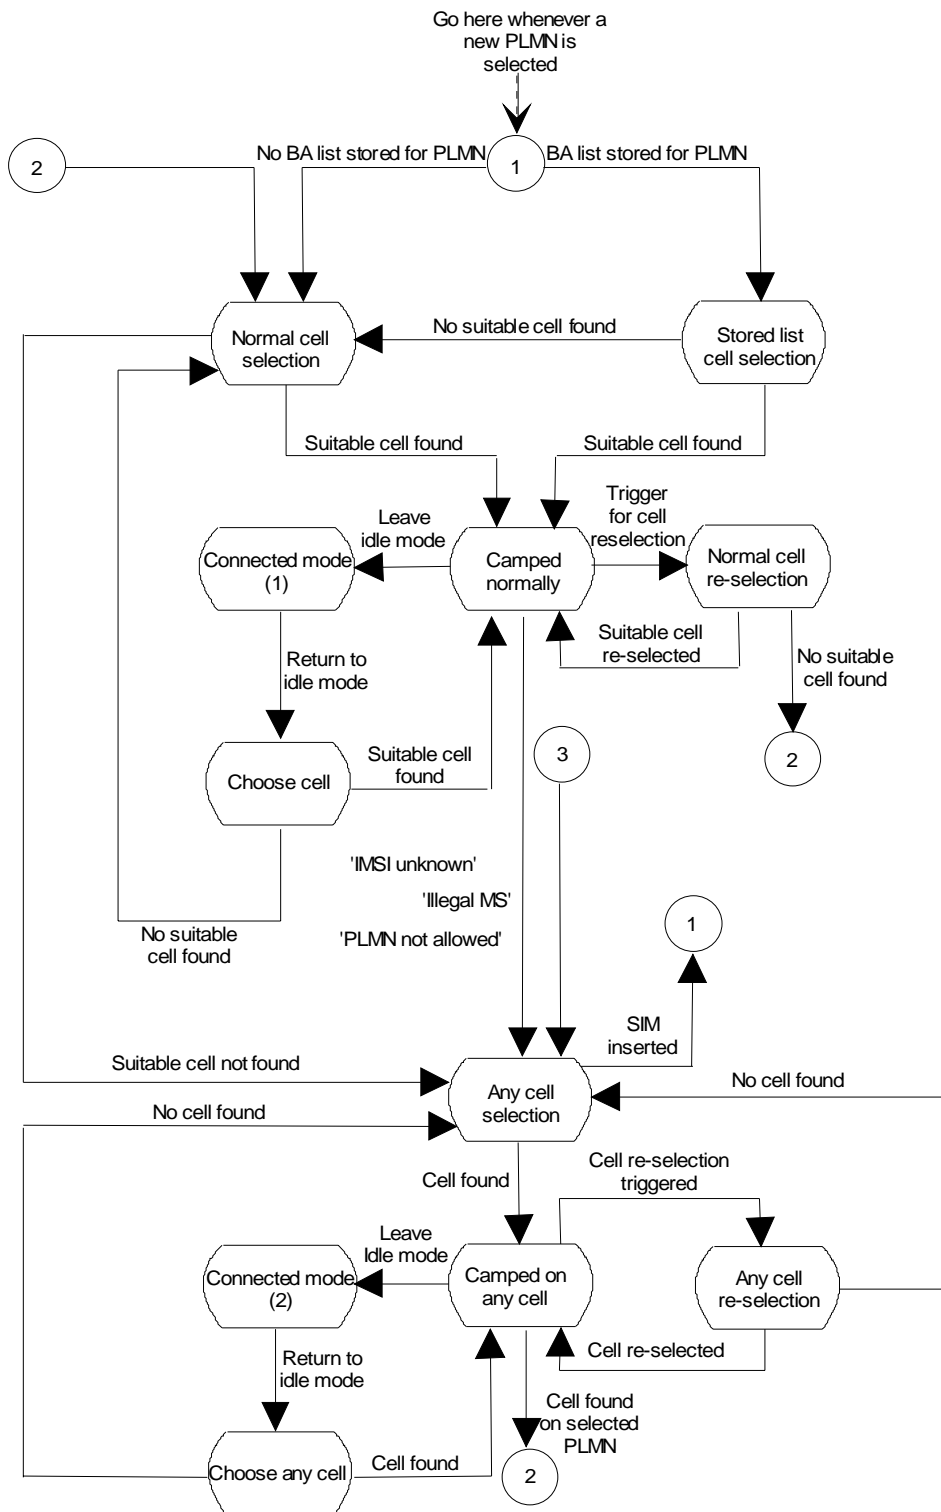 Go here whenever a
new PLMN is
selected
2
No BA list stored for PLMN
1
BA list stored for PLMN
Normal cell
selection
No suitable cell found
Stored list
cell selection
Suitable cell found
Suitable cell found
Leave
idle mode
Trigger
for cell
reselection
Connected mode
(1)
Camped
normally
Normal cell
re-selection
Suitable cell
re-selected
Return to
idle mode
No suitable
cell found
Choose cell
Suitable cell
found
3
2
'IMSI unknown'
'Illegal MS'
'PLMN not allowed'
No suitable
cell found
1
SIM
inserted
Suitable cell not found
Any cell
selection
No cell found
No cell found
Cell found
Cell re-selection
triggered
Leave
Idle mode
Connected mode
(2)
Camped on
any cell
Any cell
re-selection
Return to
idle mode
Cell re-selected
Cell found
on selected
PLMN
Choose any cell
Cell found
2